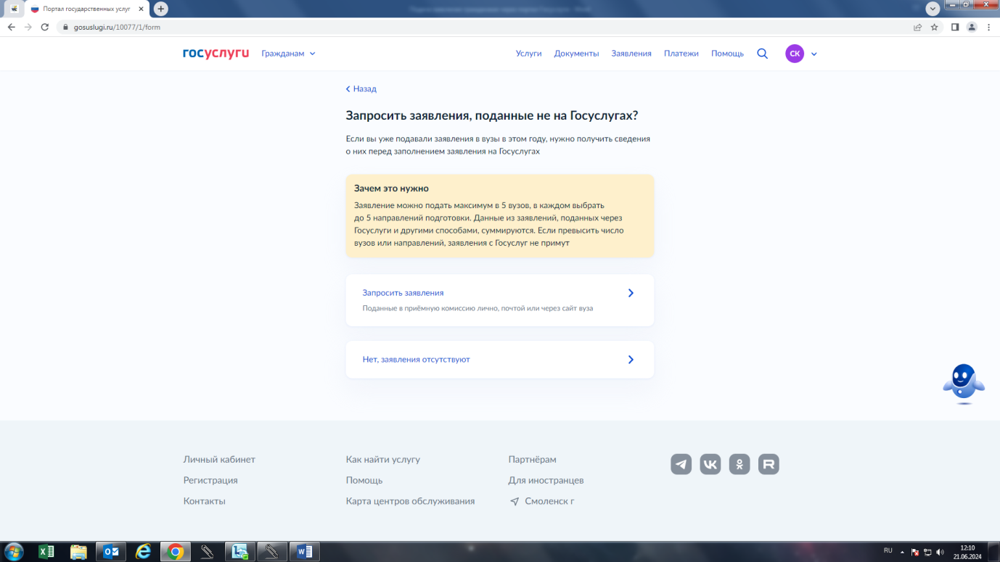 Портал государственных услуг
gosuslugi.ru/10077/1/form
госуслуги
Гражданам
Услуги
Документы
Заявления
Платежи
Помощь
СК
Назад
Запросить заявления, поданные не на Госуслугах?
Если вы уже подавали заявления в вузы в этом году, нужно получить сведения
о них перед заполнением заявления на Госуслугах
Зачем это нужно
Заявление можно подать максимум в 5 вузов, в каждом выбрать
до 5 направлений подготовки. Данные из заявлений, поданных через
Госуслуги и другими способами, суммируются. Если превысить число
вузов или направлений, заявления с Госуслуг не примут
Запросить заявления
Поданные в приёмную комиссию лично, почтой или через сайт вуза
Нет, заявления отсутствуют
Личный кабинет
Как найти услугу
Партнёрам
Регистрация
Помощь
Для иностранцев
Контакты
Карта центров обслуживания
Смоленск г
RU
12:10
21.06.2024